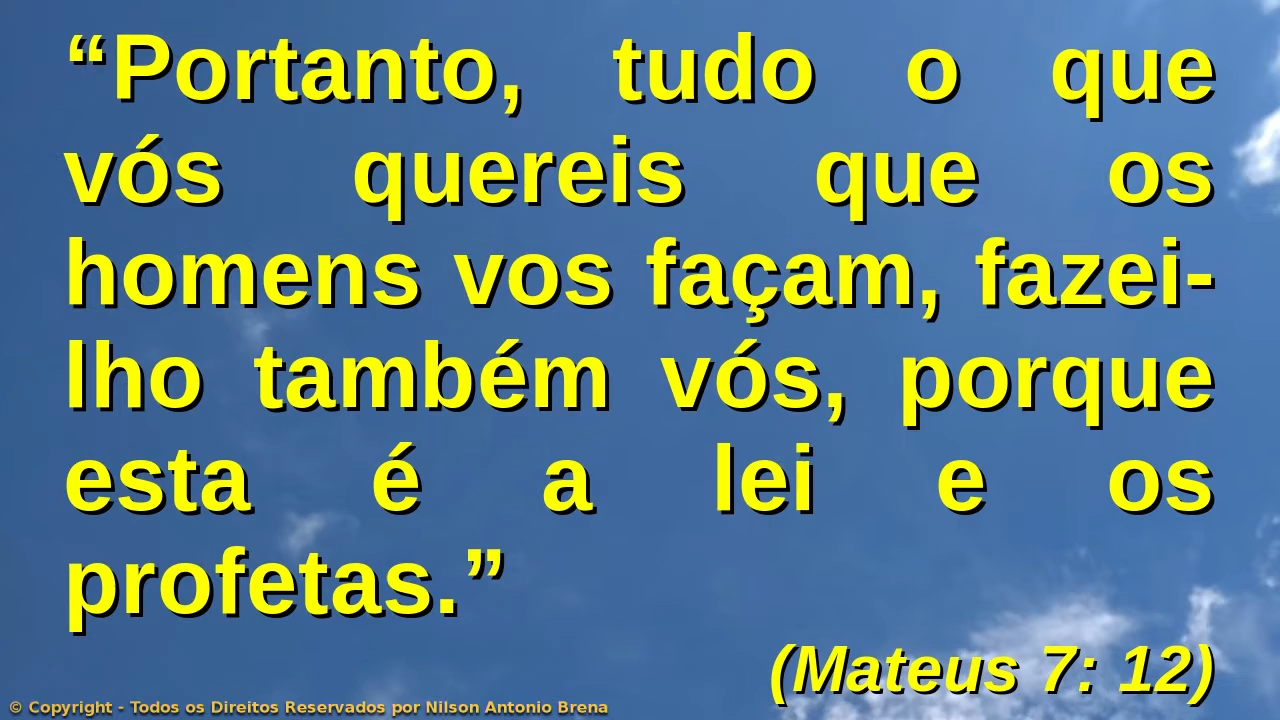 “Portanto, tudo o que
vós quereis que os
homens vos façam, fazei-
lho também vós, porque
esta é a lei e os
profetas.”
(Mateus 7: 12)
© Copyright - Todos os Direitos Reservados por Nilson Antonio Brena